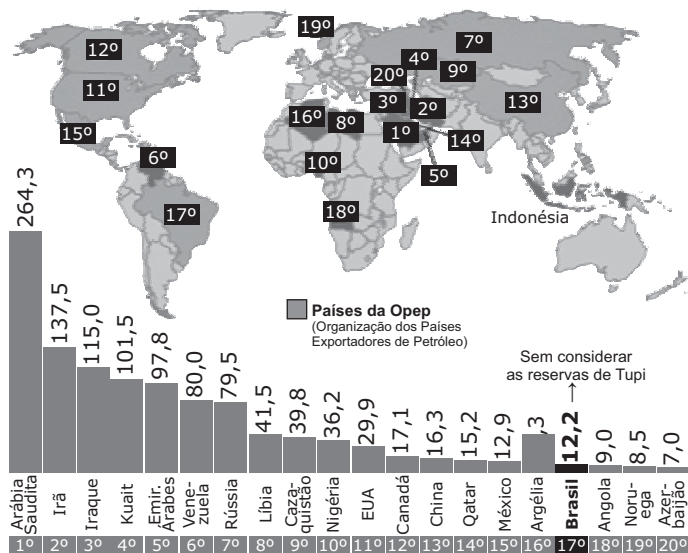 19º
12º
7º
4º
20º
9º
11º
3º
2º
13º
16º
8º
1º
14º
15º
6º
10º
5º
17º
18º
Indonésia
Países da Opep
(Organização dos Países
Exportadores de Petróleo)
Sem considerar
as reservas de Tupi
264,3
137,5
115,0
101,5
97,8
80,0
79,5
41,5
39,8
36,2
29,9
17,1
16,3
15,2
12,9
,3
12,2
9,0
8,5
7,0
Arábia
Saudita
Irã
Iraque
Kuait
Emir.
Árabes
Vene-
zuela
Rússia
Líbia
Caza-
quistão
Nigéria
EUA
Canadá
China
Qatar
México
Argélia
Brasil
Angola
Noru-
ega
Azer-
baijão
1º 2º 3º 4º 5º 6º 7º 8º 9º 10º 11º 12º 13º 14º 15º 16º 17º 18º 19º 20º